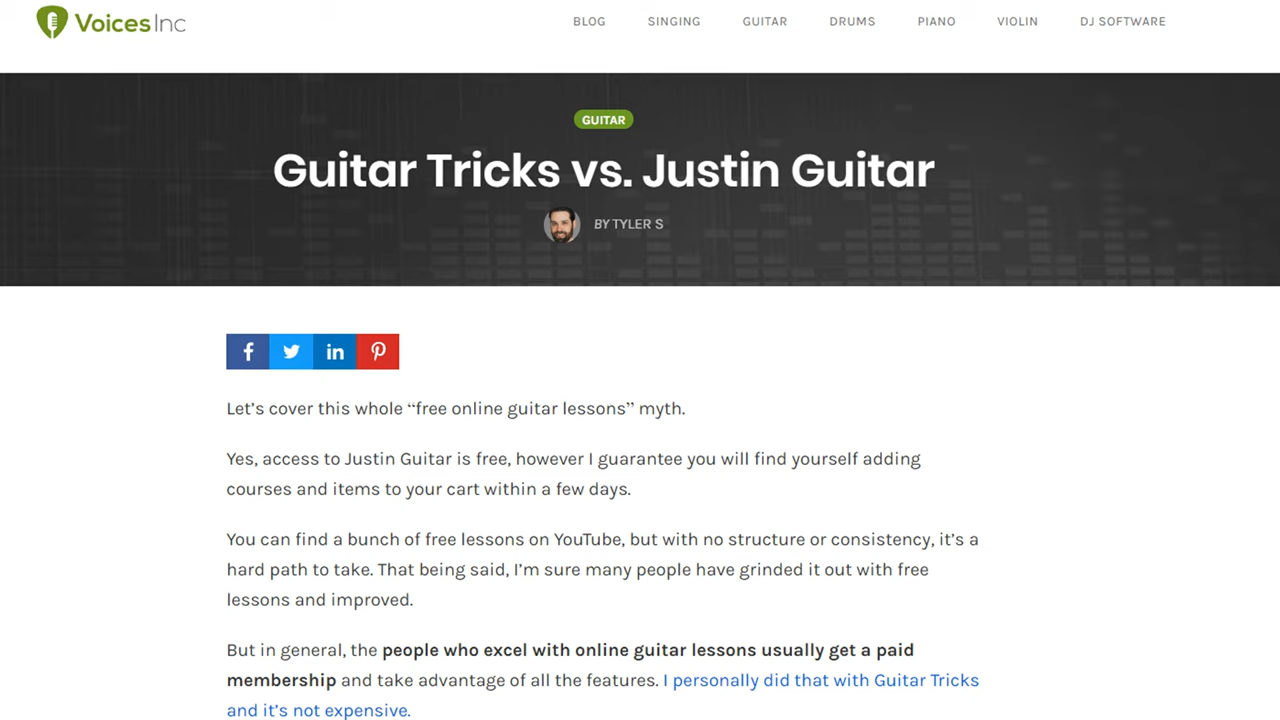 VoicesInc
BLOG SINGING GUITAR DRUMS PIANO VIOLIN DJ SOFTWARE
GUITAR
Guitar Tricks vs. Justin Guitar
BY TYLER S
Let’s cover this whole “free online guitar lessons” myth.
Yes, access to Justin Guitar is free, however I guarantee you will find yourself adding
courses and items to your cart within a few days.
You can find a bunch of free lessons on YouTube, but with no structure or consistency, it’s a
hard path to take. That being said, I’m sure many people have grinded it out with free
lessons and improved.
But in general, the people who excel with online guitar lessons usually get a paid
membership and take advantage of all the features. I personally did that with Guitar Tricks
and it’s not expensive.